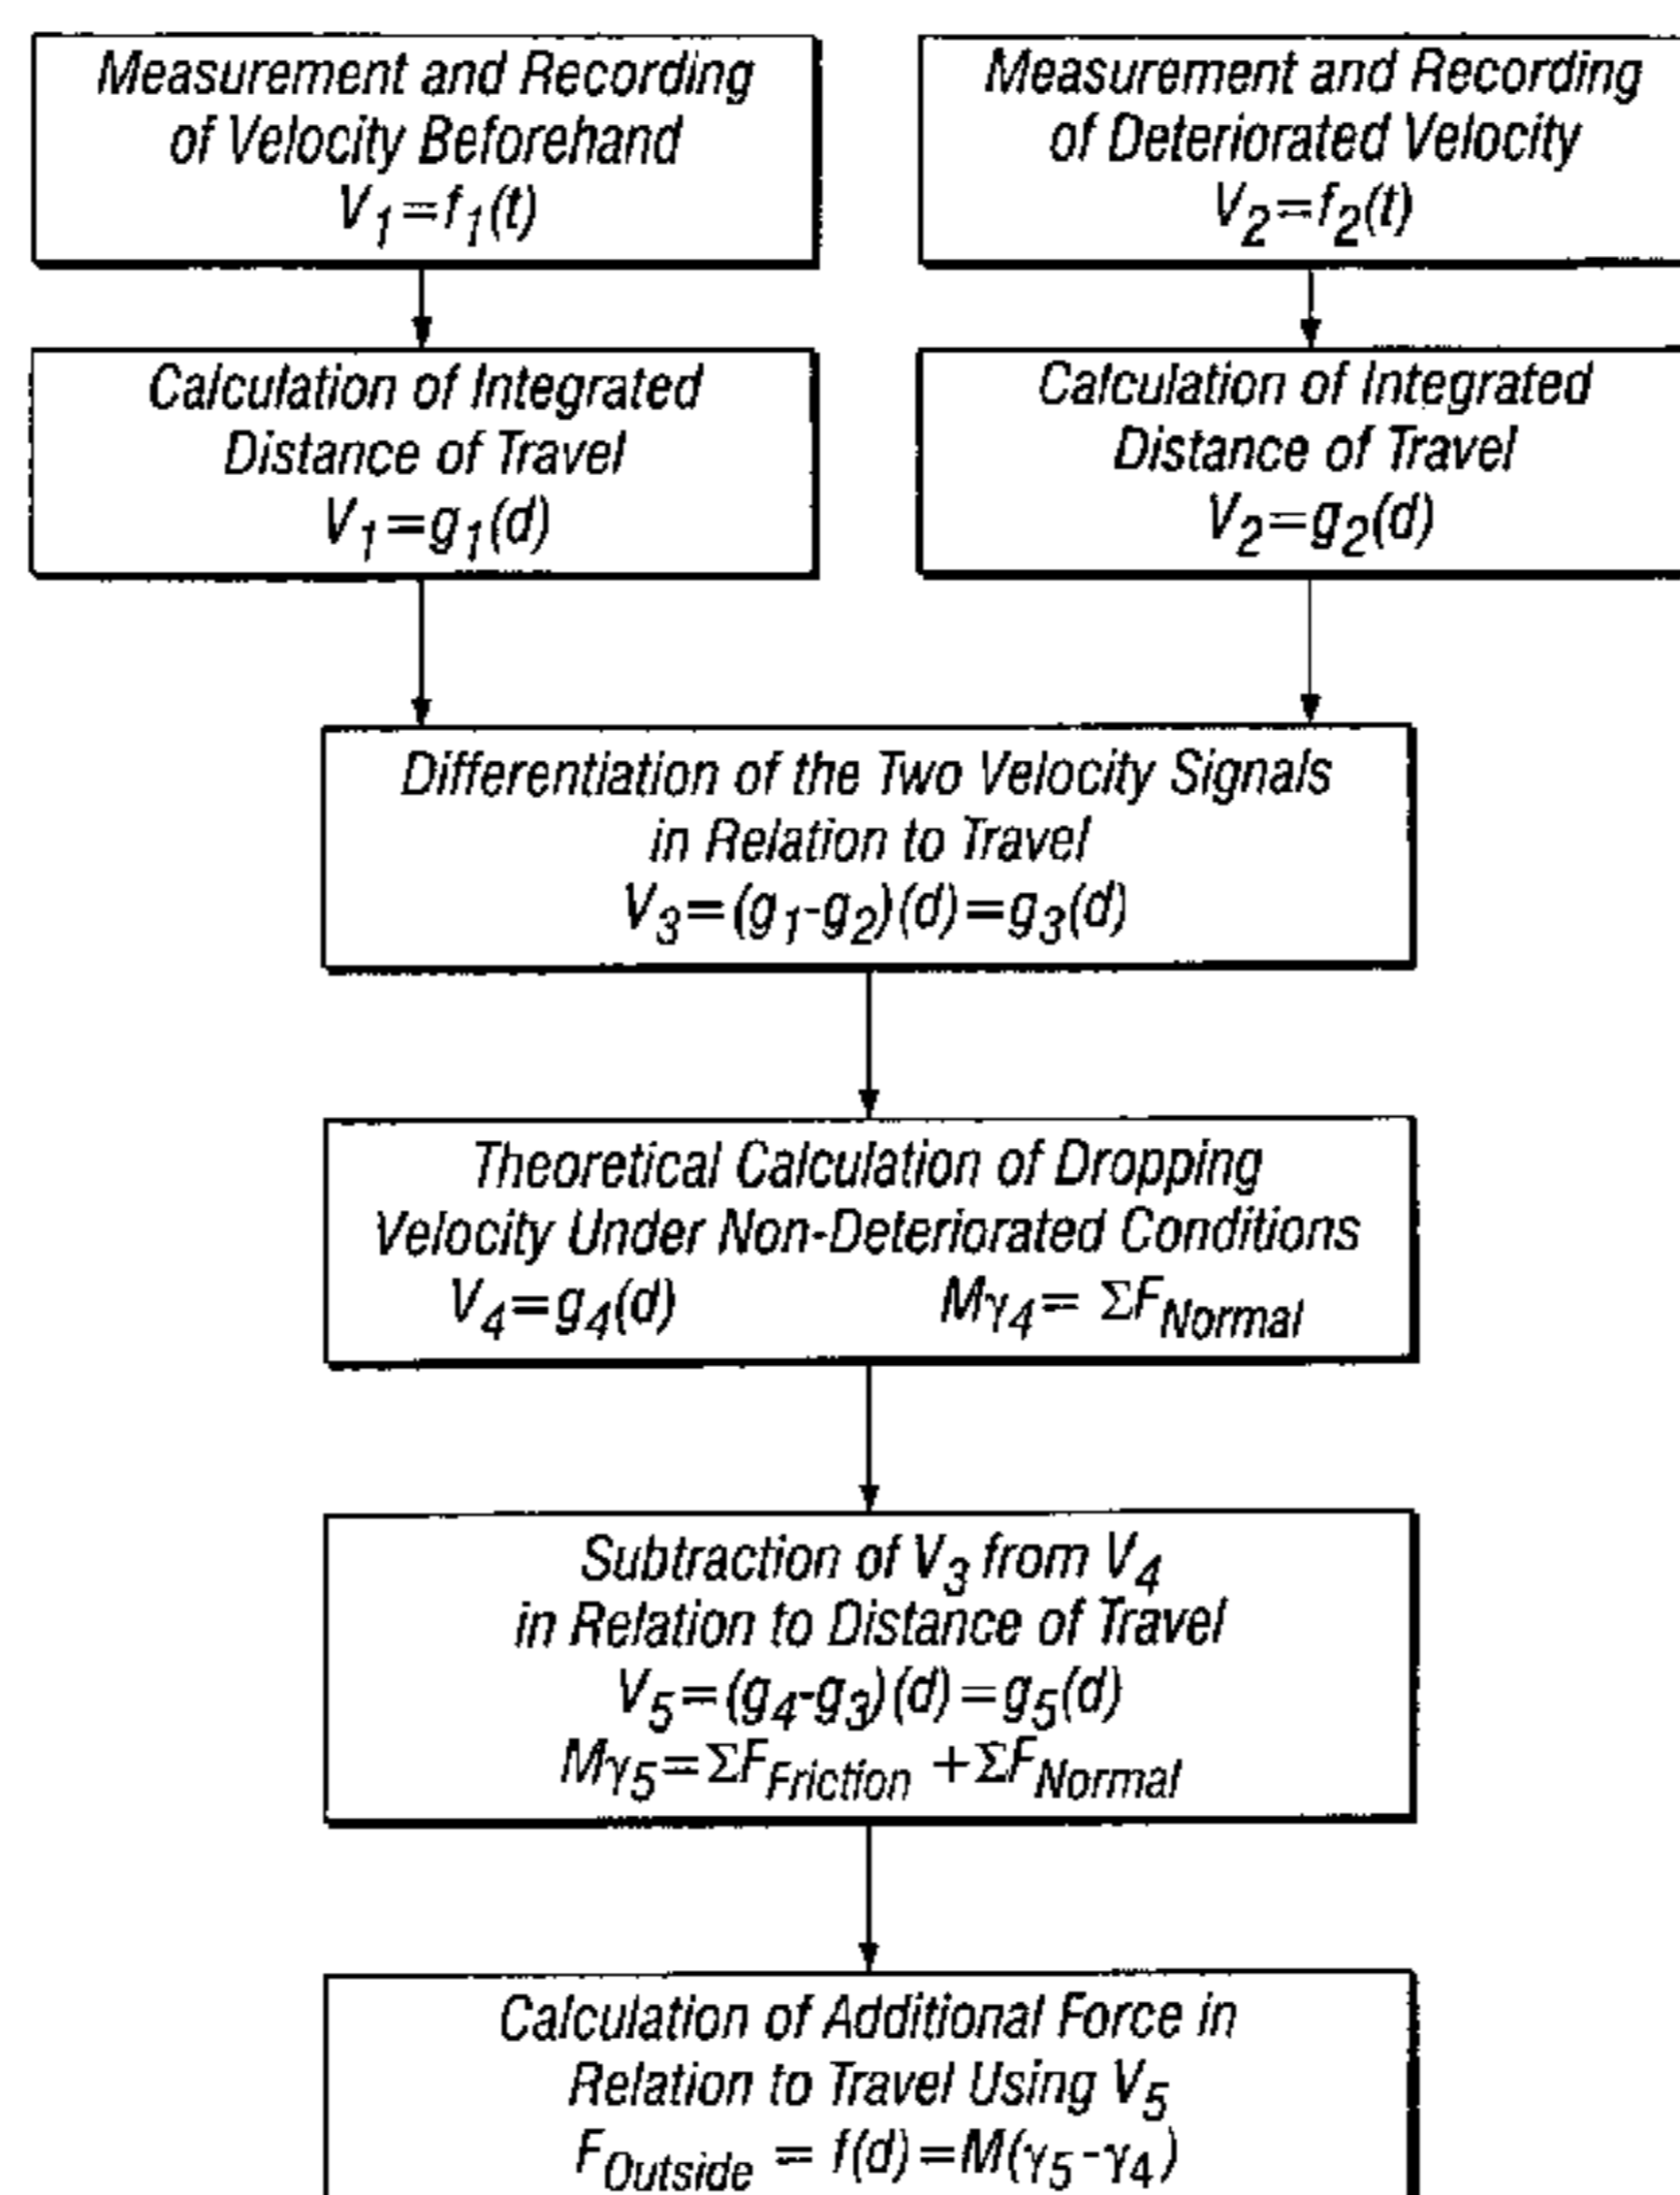 Measurement and Recording
of Velocity Beforehand
V1=f1(t)
Measurement and Recording
of Deteriorated Velocity
V2=f2(t)
Calculation of Integrated
Distance of Travel
V1=g1(d)
Calculation of Integrated
Distance of Travel
V2=g2(d)
Differentiation of the Two Velocity Signals
in Relation to Travel
V3=(g1-g2)(d)=g3(d)
Theoretical Calculation of Dropping
Velocity Under Non-Deteriorated Conditions
V4=g4(d) Mγ4= ΣFNormal
Subtraction of V3 from V4
in Relation to Distance of Travel
V5=(g4-g3)(d)=g5(d)
Mγ5=ΣFFriction +ΣFNormal
Calculation of Additional Force in
Relation to Travel Using V5
FOutside = f(d)=M(γ5-γ4)